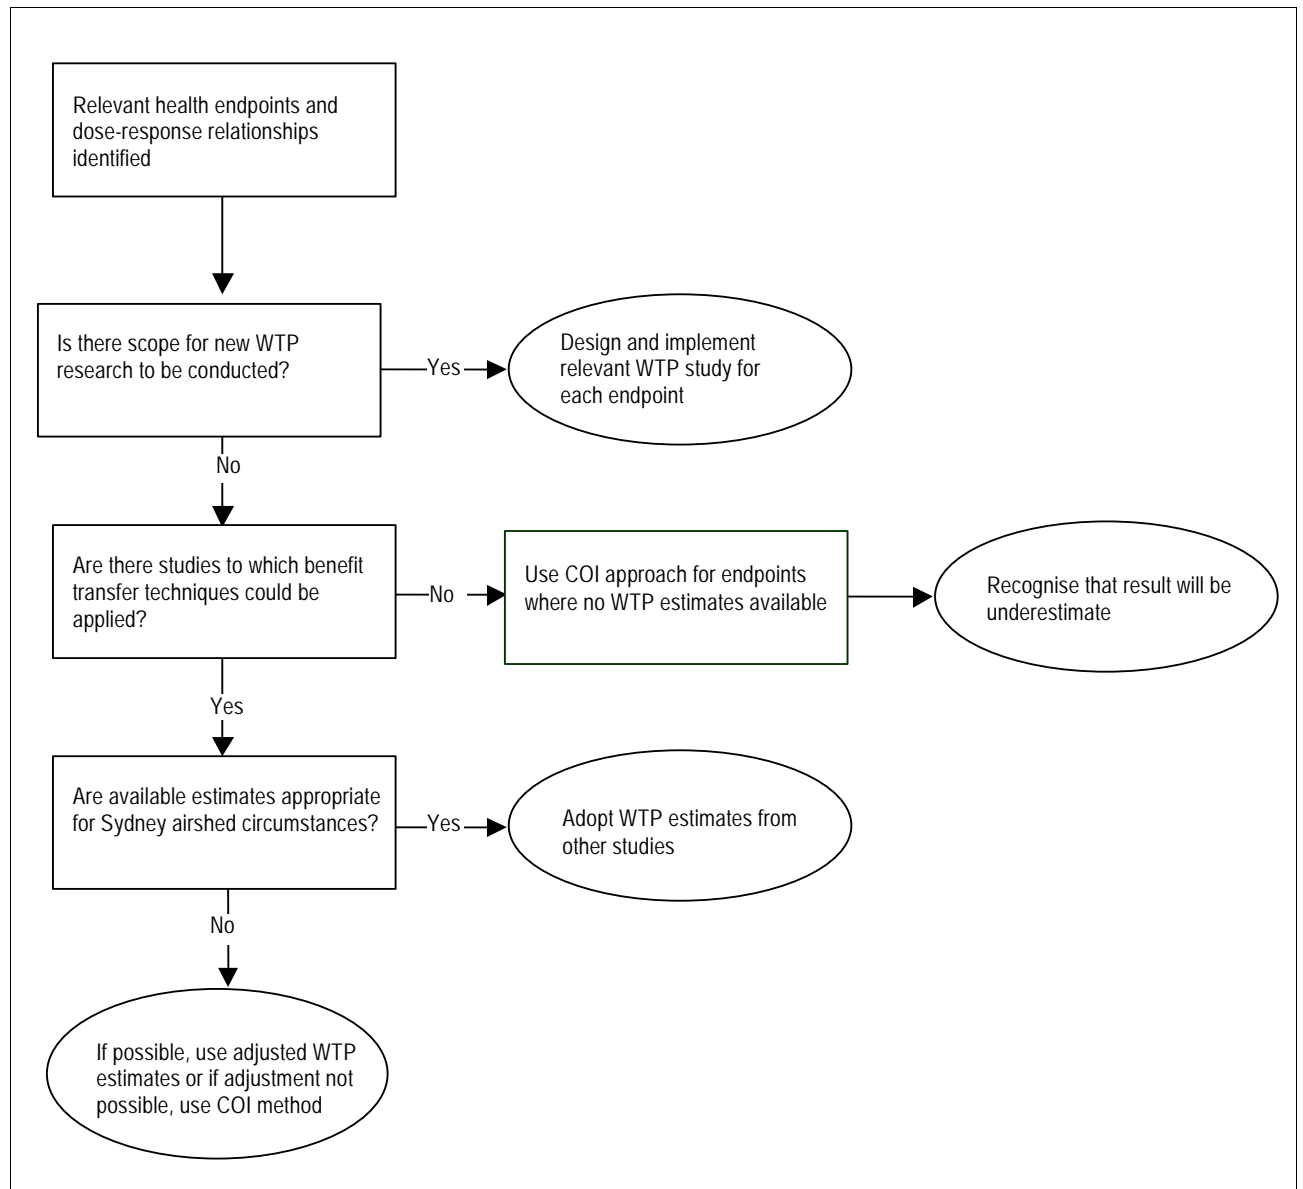 Relevant health endpoints and
dose-response relationships
identified
Is there scope for new WTP
research to be conducted?
Yes
Design and implement
relevant WTP study for
each endpoint
No
Are there studies to which benefit
transfer techniques could be
applied?
No
Use COI approach for endpoints
where no WTP estimates available
Recognise that result will be
underestimate
Yes
Are available estimates appropriate
for Sydney airshed circumstances?
Yes
Adopt WTP estimates from
other studies
No
If possible, use adjusted WTP
estimates or if adjustment not
possible, use COI method